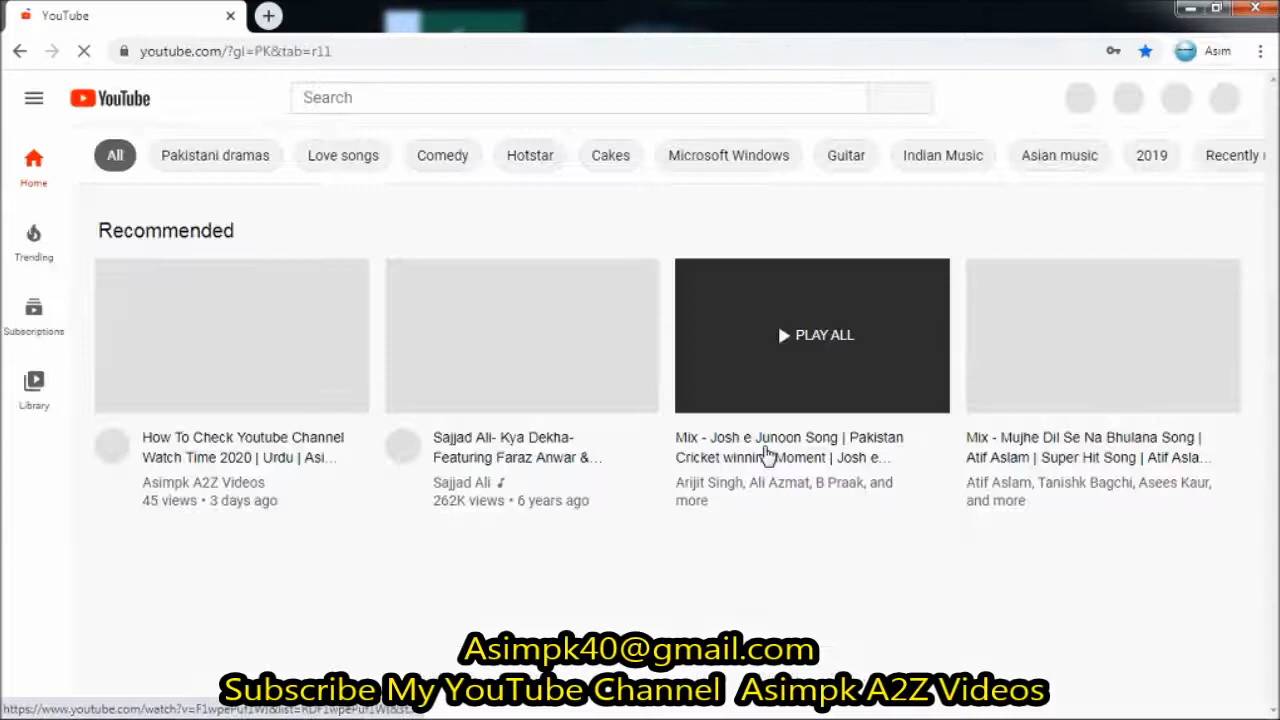 YouTube
youtube.com/?gl=PK&tab=r11
Asim
YouTube
Search
All
Pakistani dramas
Love songs
Comedy
Hotstar
Cakes
Microsoft Windows
Guitar
Indian Music
Asian music
2019
Recently
Home
Trending
Subscriptions
Library
Recommended
PLAY ALL
How To Check Youtube Channel
Watch Time 2020 | Urdu | Asi...
Asimpk A2Z Videos
45 views • 3 days ago
Sajjad Ali- Kya Dekha-
Featuring Faraz Anwar &...
Sajjad Ali
262K views • 6 years ago
Mix - Josh e Junoon Song | Pakistan
Cricket winning Moment | Josh e...
Arijit Singh, Ali Azmat, B Praak, and
more
Mix - Mujhe Dil Se Na Bhulana Song |
Atif Aslam | Super Hit Song | Atif Asla...
Atif Aslam, Tanishk Bagchi, Asees Kaur,
and more
Asimpk40@gmail.com
Subscribe My YouTube Channel Asimpk A2Z Videos